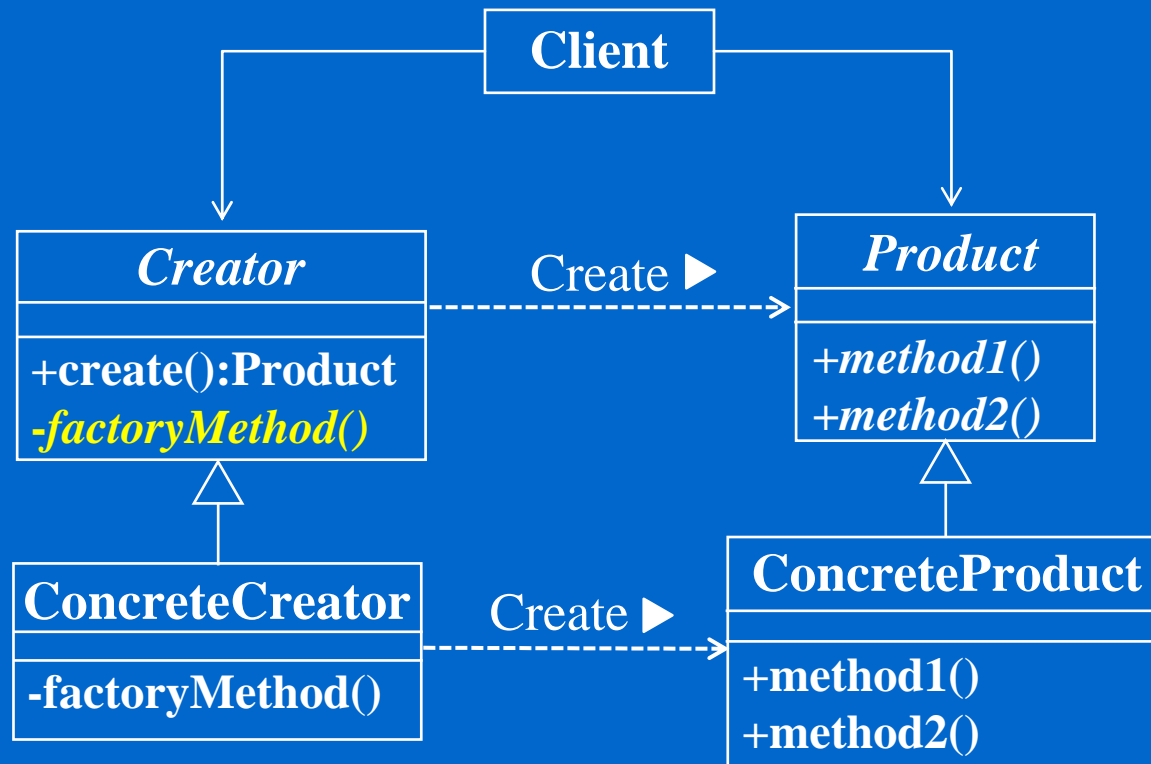 Client
Creator
+create():Product
-factoryMethod()
Create ▶
Product
+method1()
+method2()
ConcreteCreator
-factoryMethod()
Create ▶
ConcreteProduct
+method1()
+method2()